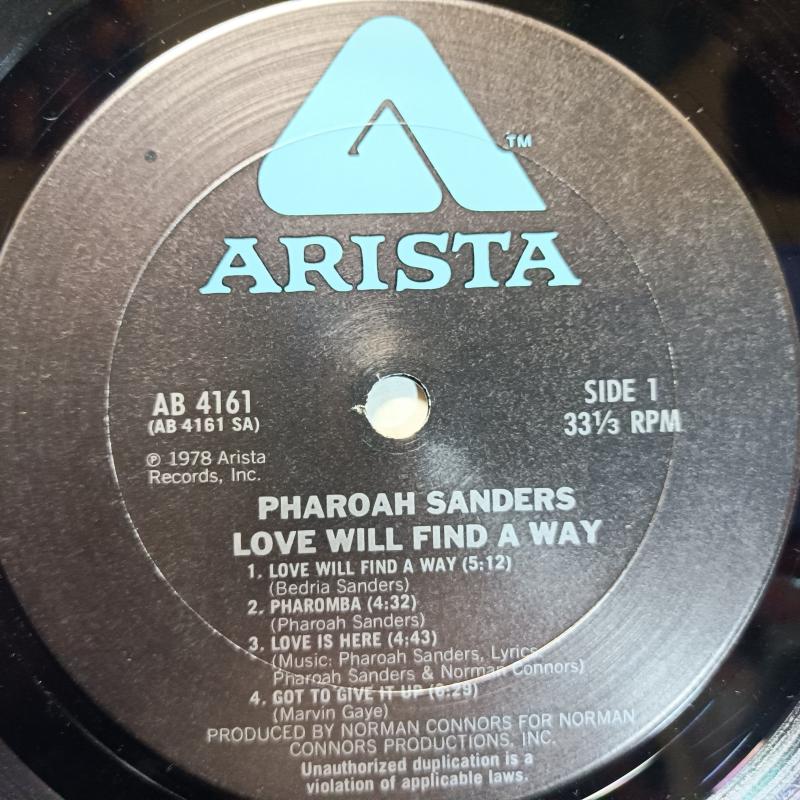 TM
ARISTA
AB 4161
(AB 4161 SA)
℗ 1978 Arista
Records, Inc.
SIDE 1
33⅓ RPM
PHAROAH SANDERS
LOVE WILL FIND A WAY
1. LOVE WILL FIND A WAY (5:12)
(Bedria Sanders)
2. PHAROMBA (4:32)
(Pharoah Sanders)
3. LOVE IS HERE (4:43)
(Music: Pharoah Sanders, Lyrics:
Pharoah Sanders & Norman Connors)
4. GOT TO GIVE IT UP (6:29)
(Marvin Gaye)
PRODUCED BY NORMAN CONNORS FOR NORMAN
CONNORS PRODUCTIONS, INC.
Unauthorized duplication is a
violation of applicable laws.